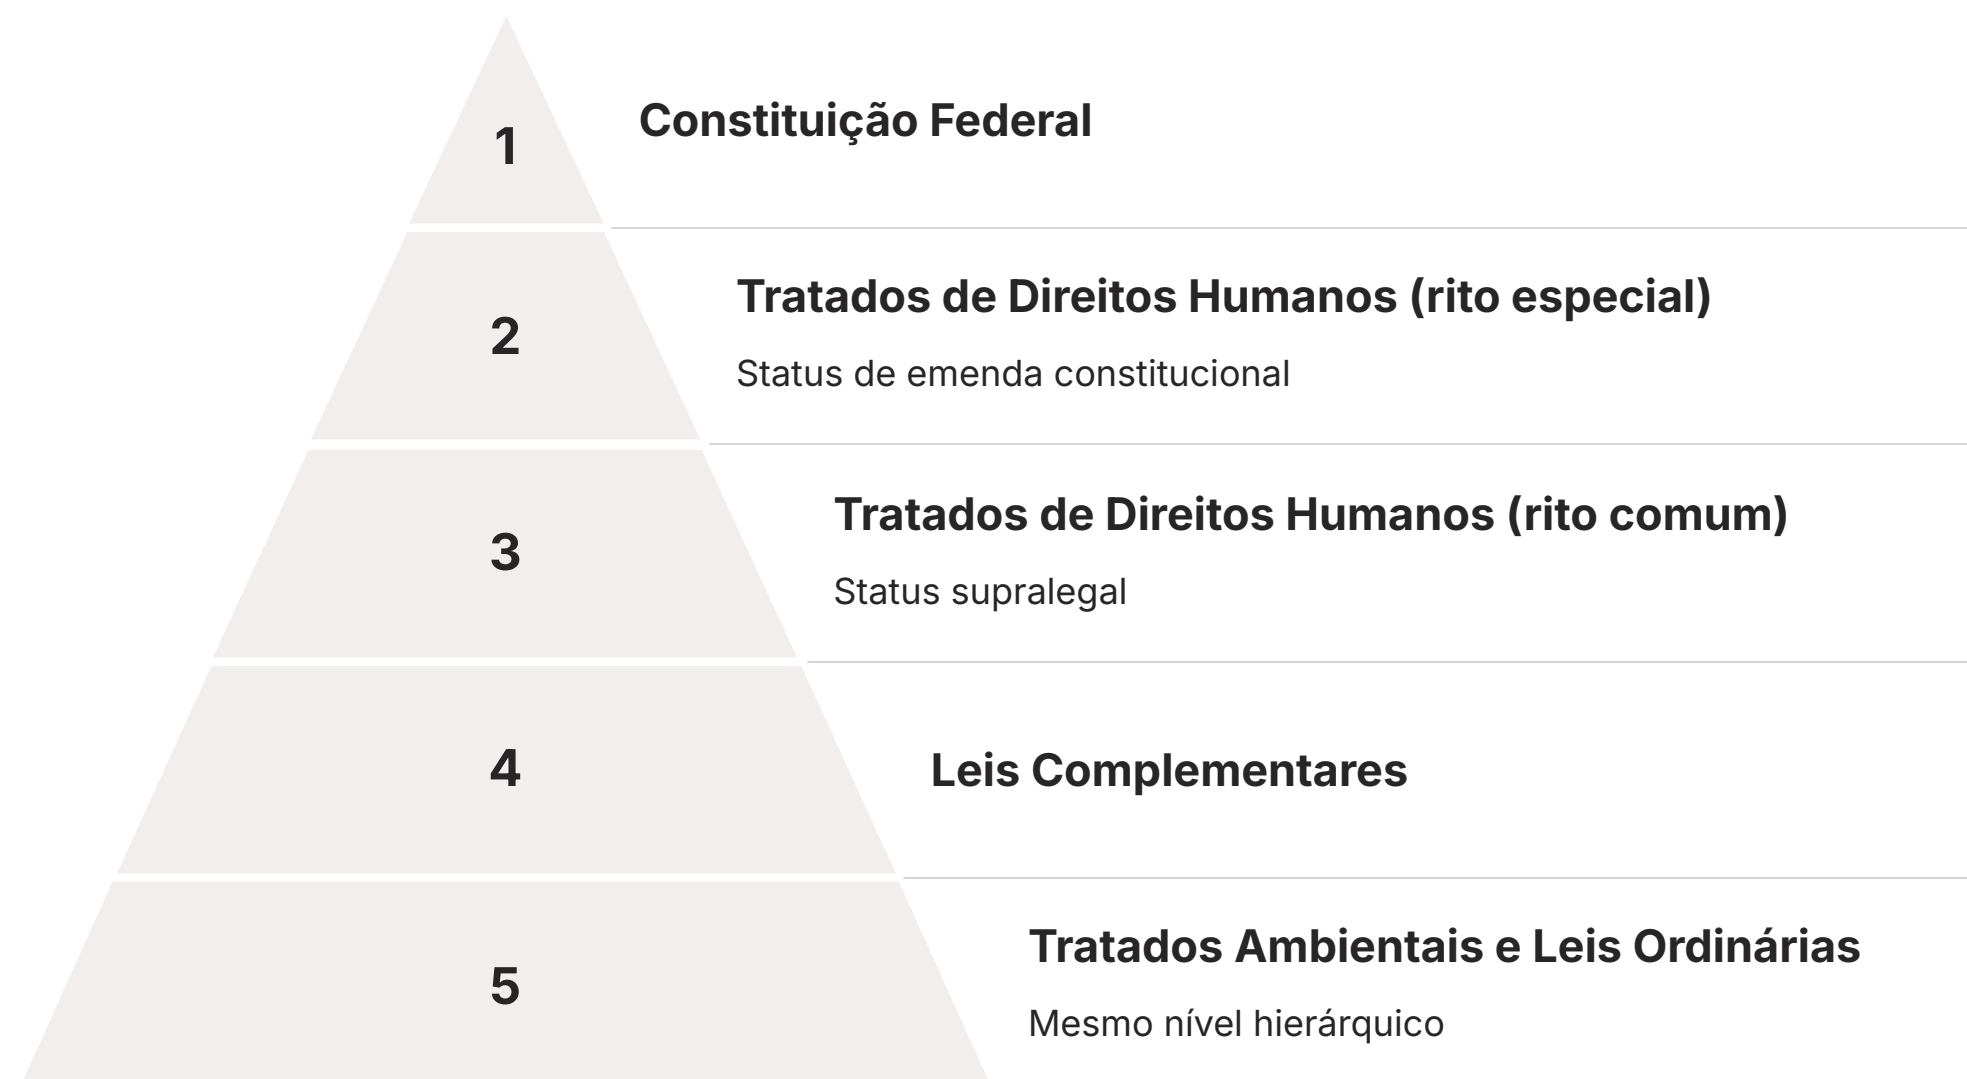 1
Constituição Federal
2
Tratados de Direitos Humanos (rito especial)
Status de emenda constitucional
3
Tratados de Direitos Humanos (rito comum)
Status supralegal
4
Leis Complementares
5
Tratados Ambientais e Leis Ordinárias
Mesmo nível hierárquico